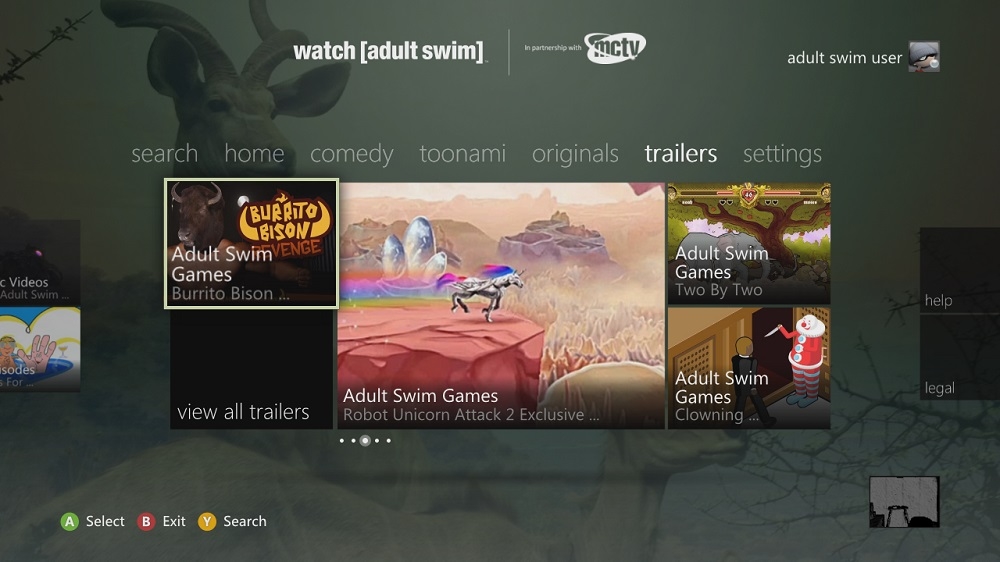 watch [adult swim]
In partnership with mctv
adult swim user
search home comedy toonami originals trailers settings
BURRITO
BISON
REVENGE
Adult Swim
Games
Burrito Bison ...
view all trailers
Adult Swim Games
Robot Unicorn Attack 2 Exclusive ...
46
Adult Swim
Games
Two By Two
Adult Swim
Games
Clowning ...
c Videos
Adult Swim ...
isodes
s For ...
help
legal
A Select B Exit Y Search